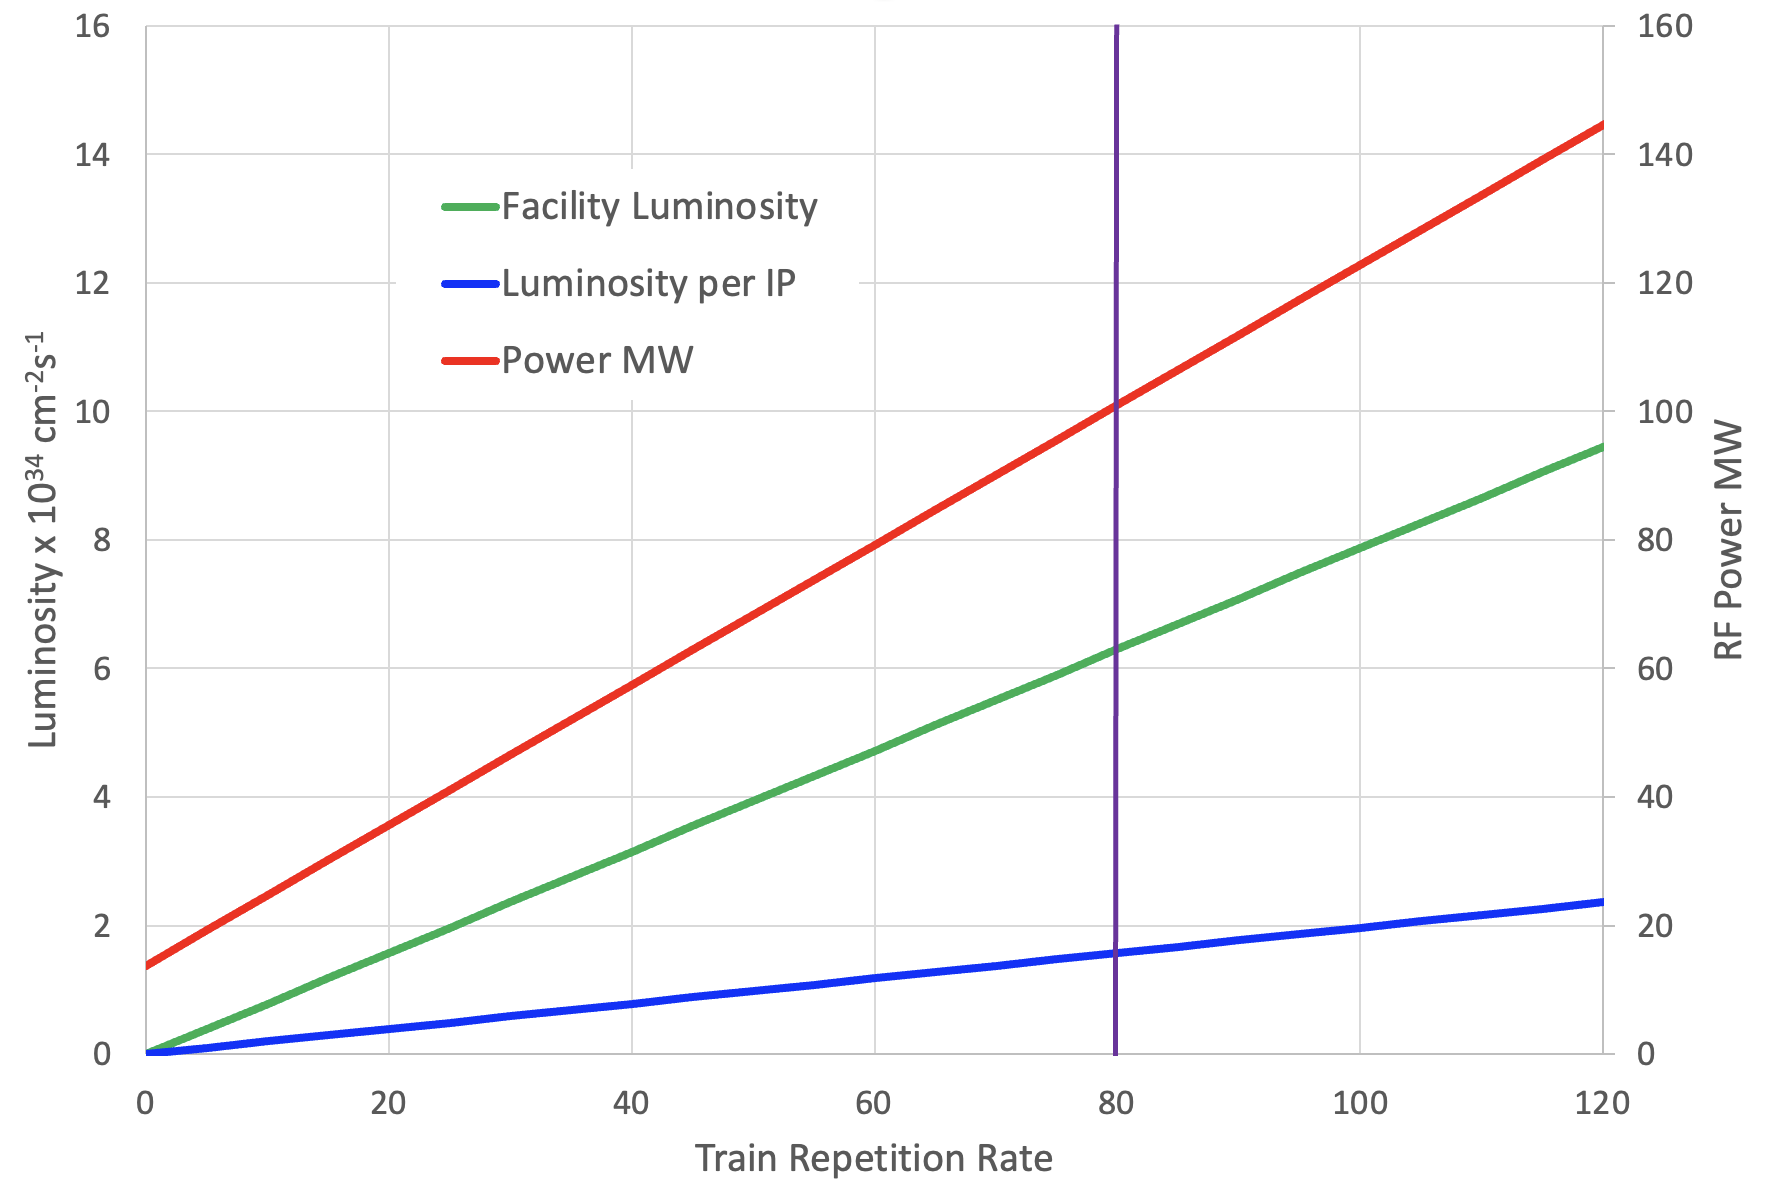 16
14
12
10
8
6
4
2
0
Luminosity x 10³⁴ cm⁻²s⁻¹
Facility Luminosity
Luminosity per IP
Power MW
160
140
120
100
80
60
40
20
0
RF Power MW
0 20 40 60 80 100 120
Train Repetition Rate